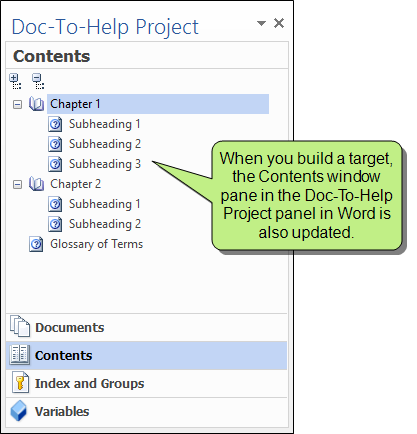 Doc-To-Help Project
Contents
Chapter 1
Subheading 1
Subheading 2
Subheading 3
Chapter 2
Subheading 1
Subheading 2
Glossary of Terms
When you build a target,
the Contents window
pane in the Doc-To-Help
Project panel in Word is
also updated.
Documents
Contents
Index and Groups
Variables